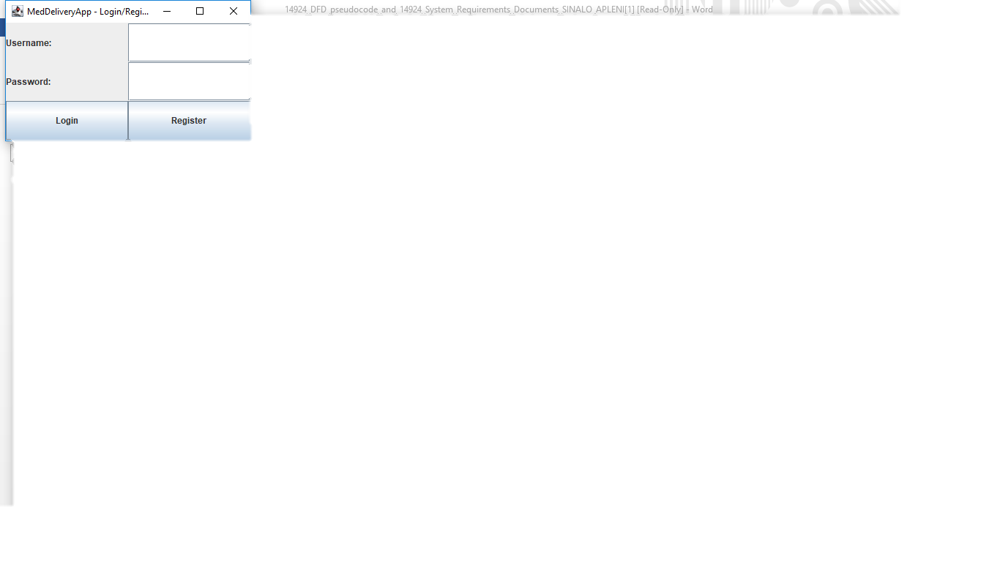 MedDeliveryApp - Login/Regi...
14924_DFD_pseudocode_and_14924_System_Requirements_Documents_SINALO_APLENI[1] [Read-Only] - Word
Username:
Password:
Login
Register